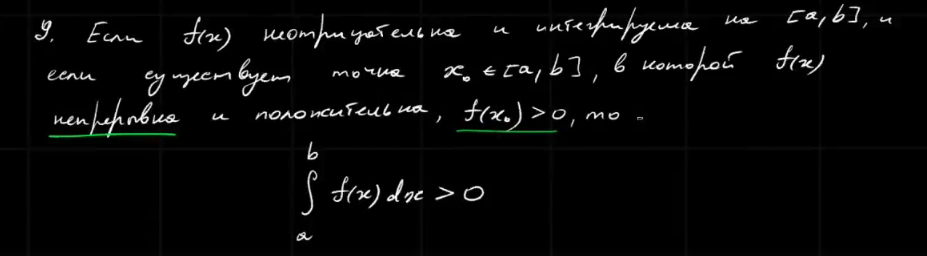 9. Если f(x) неотрицательна и интегрируема на [a, b], и
если существует точка x₀ ∈ [a, b], в которой f(x)
непрерывна и положительна, f(x₀) > 0, то
b
∫ f(x) dx > 0
a